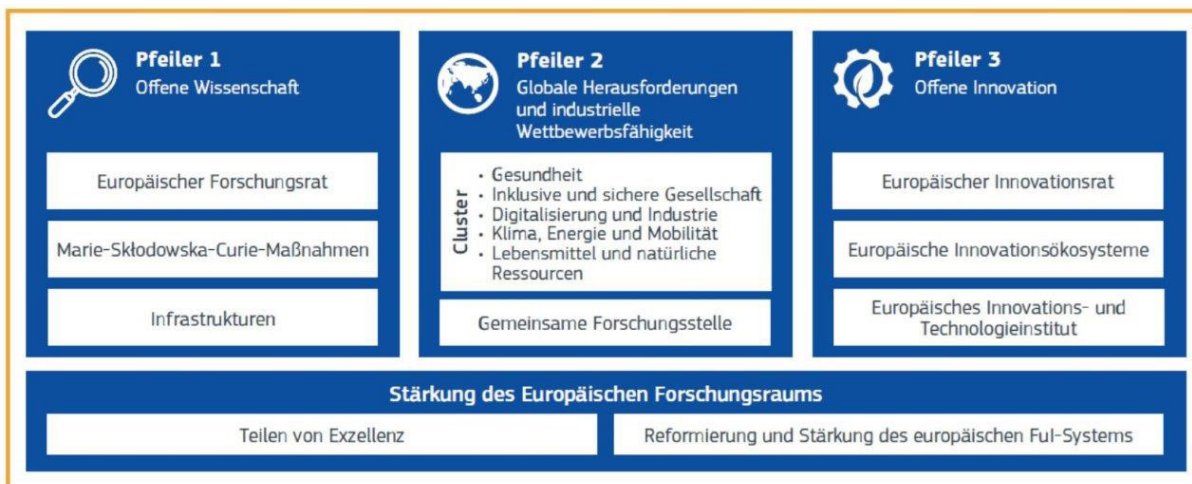 Pfeiler 1
Offene Wissenschaft
Europäischer Forschungsrat
Marie-Skłodowska-Curie-Maßnahmen
Infrastrukturen
Pfeiler 2
Globale Herausforderungen
und industrielle
Wettbewerbsfähigkeit
Cluster
• Gesundheit
• Inklusive und sichere Gesellschaft
• Digitalisierung und Industrie
• Klima, Energie und Mobilität
• Lebensmittel und natürliche
Ressourcen
Gemeinsame Forschungsstelle
Pfeiler 3
Offene Innovation
Europäischer Innovationsrat
Europäische Innovationsökosysteme
Europäisches Innovations- und
Technologieinstitut
Stärkung des Europäischen Forschungsraums
Teilen von Exzellenz
Reformierung und Stärkung des europäischen FuI-Systems